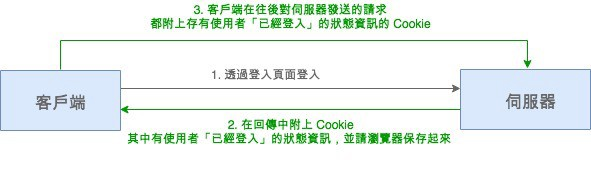 3. 客戶端在往後對伺服器發送的請求
都附上存有使用者「已經登入」的狀態資訊的 Cookie
1. 透過登入頁面登入
客戶端
伺服器
2. 在回傳中附上 Cookie
其中有使用者「已經登入」的狀態資訊，並請瀏覽器保存起來